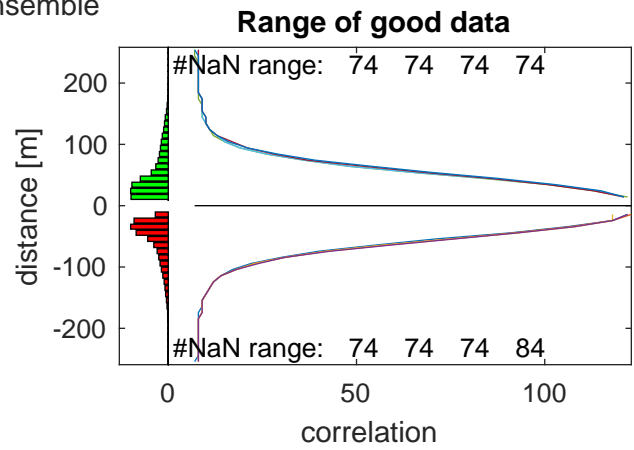 Range of good data
#NaN range: 74 74 74 74
200
100
0
-100
-200
distance [m]
#NaN range: 74 74 74 84
0 50 100
correlation